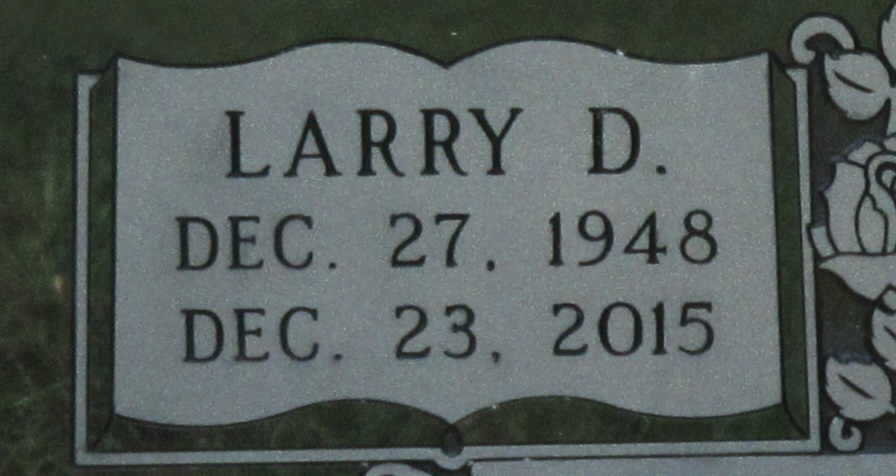 LARRY D.
DEC. 27, 1948
DEC. 23, 2015